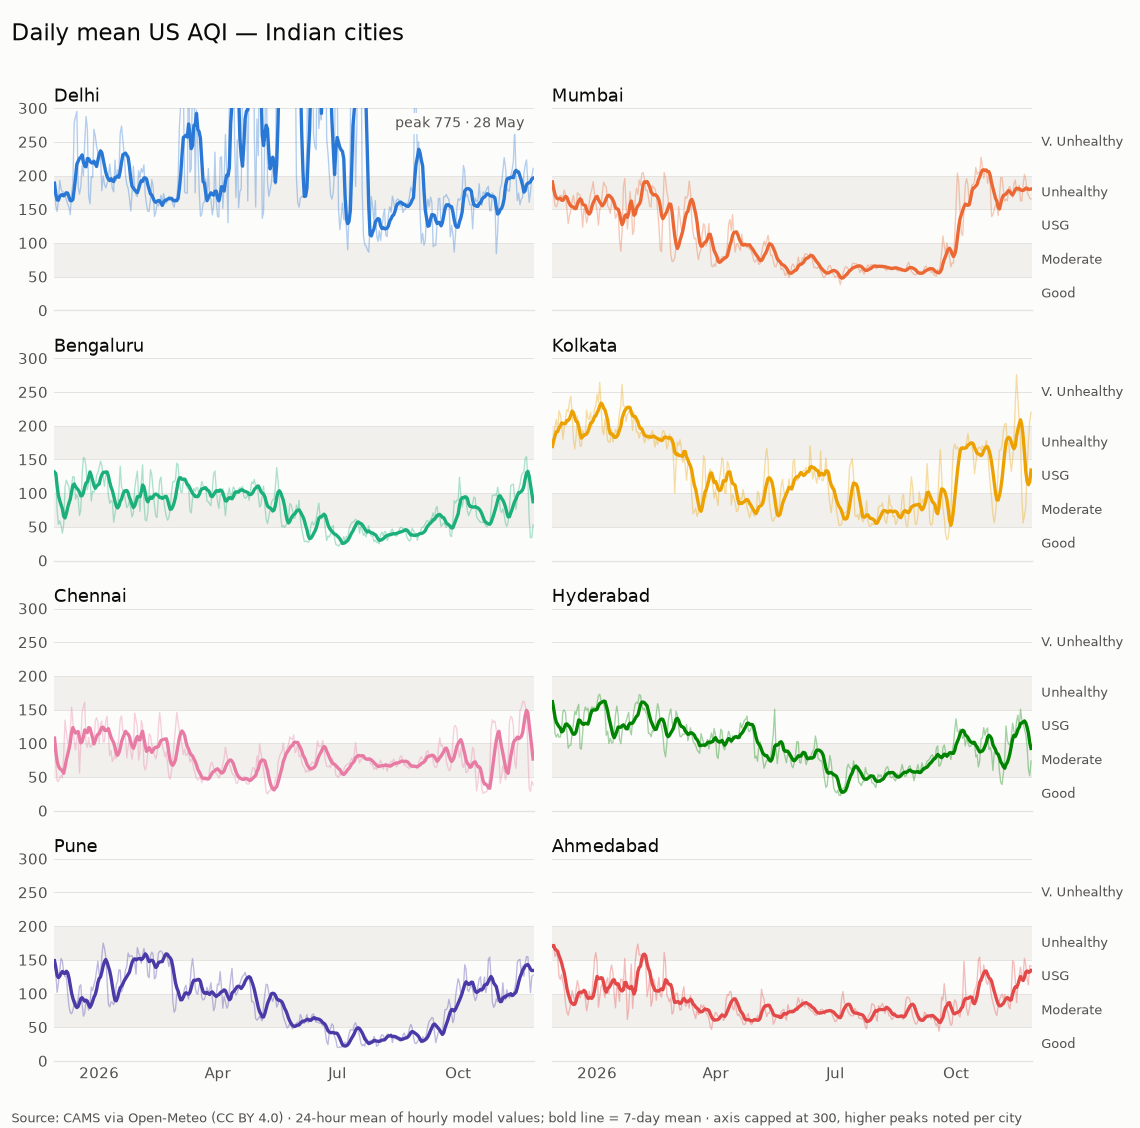 Daily mean US AQI — Indian cities
Delhi
Mumbai
300
250
200
150
100
50
0
peak 775 · 28 May
V. Unhealthy
Unhealthy
USG
Moderate
Good
Bengaluru
Kolkata
300
250
200
150
100
50
0
V. Unhealthy
Unhealthy
USG
Moderate
Good
Chennai
Hyderabad
300
250
200
150
100
50
0
V. Unhealthy
Unhealthy
USG
Moderate
Good
Pune
Ahmedabad
300
250
200
150
100
50
0
V. Unhealthy
Unhealthy
USG
Moderate
Good
2026 Apr Jul Oct
2026 Apr Jul Oct
Source: CAMS via Open-Meteo (CC BY 4.0) · 24-hour mean of hourly model values; bold line = 7-day mean · axis capped at 300, higher peaks noted per city